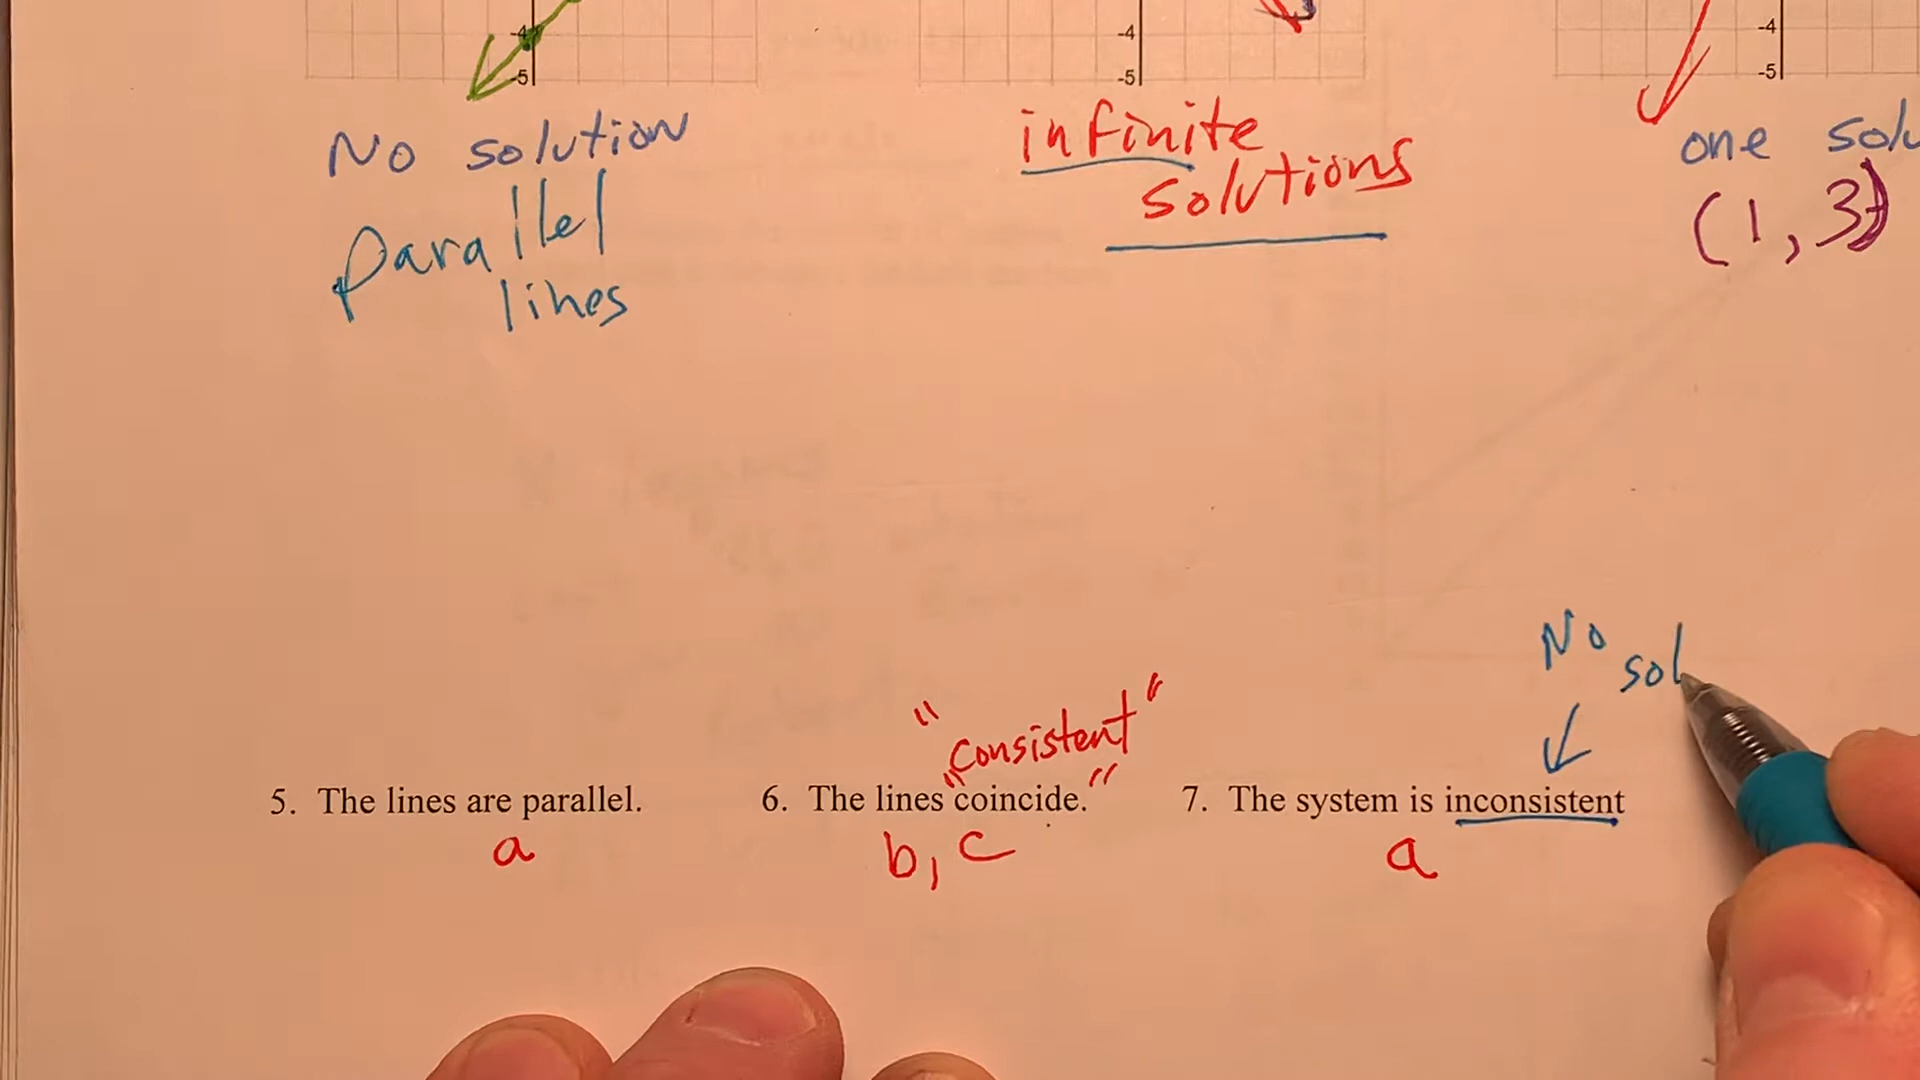 -4
-5
-4
-5
-4
-5
No solution
parallel
lines
infinite
solutions
one solu
(1, 3)
No
sol
"consistent"
5. The lines are parallel.
6. The lines "coincide."
7. The system is inconsistent
a
b, c
a